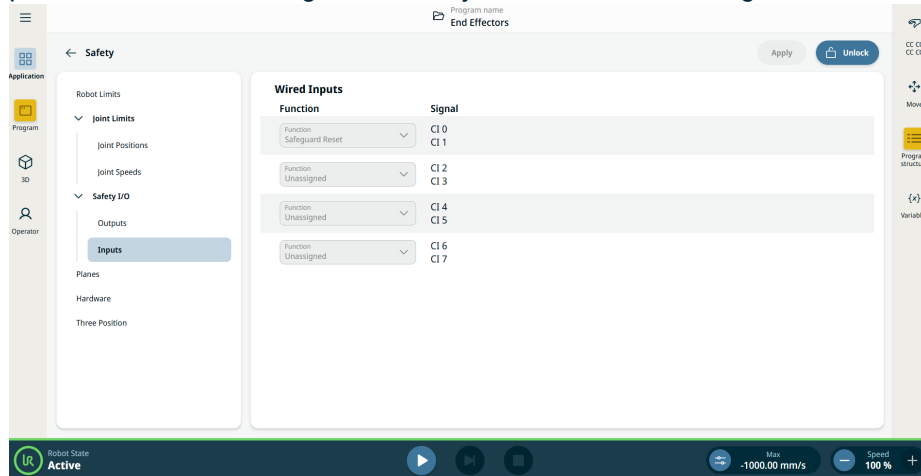 Program name
End Effectors
Application
Program
3D
Operator
Safety
Apply
Unlock
Robot Limits
Joint Limits
Joint Positions
Joint Speeds
Safety I/O
Outputs
Inputs
Planes
Hardware
Three Position
Wired Inputs
Function Signal
Function
Safeguard Reset
CI 0
CI 1
Function
Unassigned
CI 2
CI 3
Function
Unassigned
CI 4
CI 5
Function
Unassigned
CI 6
CI 7
Move
{x}
Robot State
Active
Max
-1000.00 mm/s
Speed
100 %